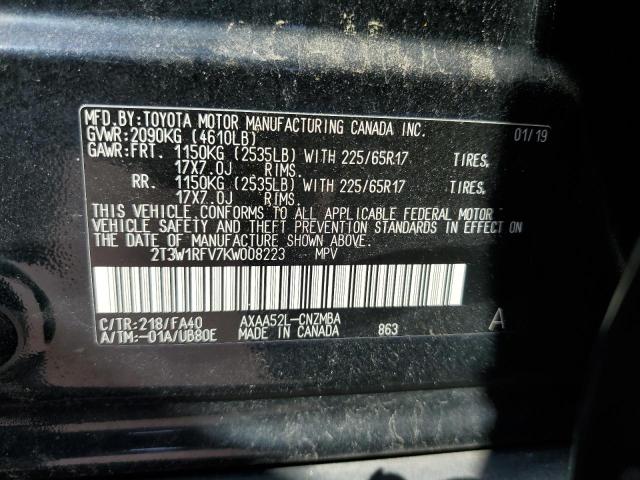 MFD.BY:TOYOTA MOTOR MANUFACTURING CANADA INC. 01/19
GVWR:2090KG (4610LB)
GAWR:FRT. 1150KG (2535LB) WITH 225/65R17 TIRES,
17X7.0J RIMS.
RR. 1150KG (2535LB) WITH 225/65R17 TIRES,
17X7.0J RIMS.
THIS VEHICLE CONFORMS TO ALL APPLICABLE FEDERAL MOTOR
VEHICLE SAFETY AND THEFT PREVENTION STANDARDS IN EFFECT ON
THE DATE OF MANUFACTURE SHOWN ABOVE.
2T3W1RFV7KW008223 MPV
C/TR:218/FA40 AXAA52L-CNZMBA A
A/TM:-01A/UB80E MADE IN CANADA 863